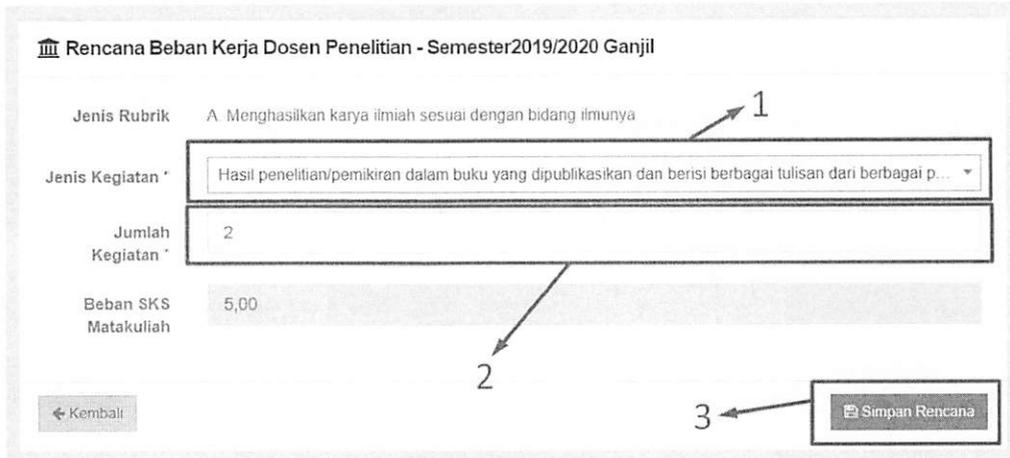 Rencana Beban Kerja Dosen Penelitian - Semester2019/2020 Ganjil
Jenis Rubrik A. Menghasilkan karya ilmiah sesuai dengan bidang ilmunya
1
Jenis Kegiatan * Hasil penelitian/pemikiran dalam buku yang dipublikasikan dan berisi berbagai tulisan dari berbagai p...
Jumlah
Kegiatan * 2
Beban SKS
Matakuliah 5,00
2
Kembali
3
Simpan Rencana